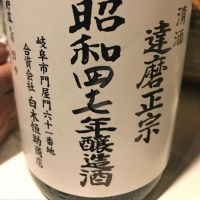 清酒
達磨正宗
昭和四七年醸造酒
岐阜市門屋門六十一番地
合資会社 白木恒助商店